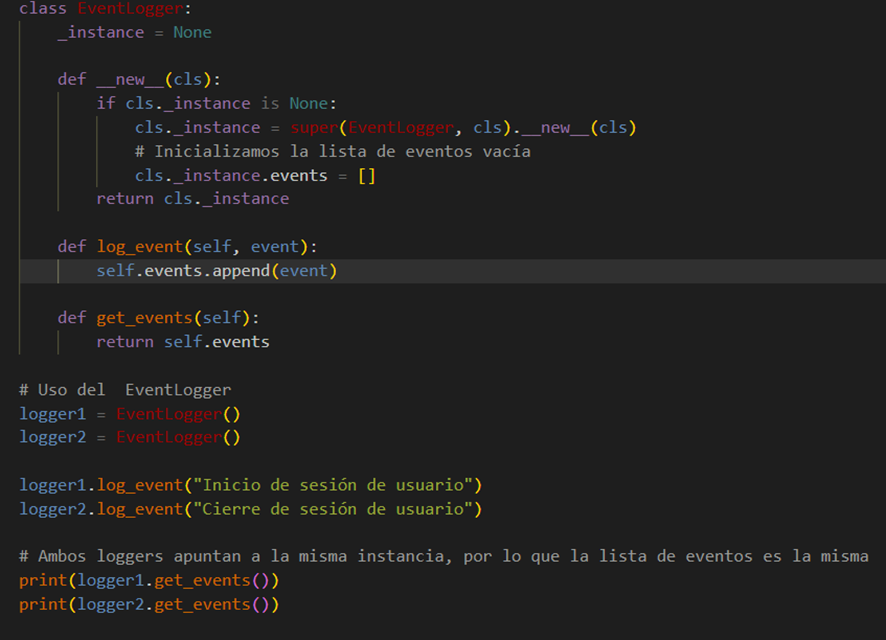 class EventLogger:
    _instance = None

    def __new__(cls):
        if cls._instance is None:
            cls._instance = super(EventLogger, cls).__new__(cls)
            # Inicializamos la lista de eventos vacía
            cls._instance.events = []
        return cls._instance

    def log_event(self, event):
        self.events.append(event)

    def get_events(self):
        return self.events

# Uso del  EventLogger
logger1 = EventLogger()
logger2 = EventLogger()

logger1.log_event("Inicio de sesión de usuario")
logger2.log_event("Cierre de sesión de usuario")

# Ambos loggers apuntan a la misma instancia, por lo que la lista de eventos es la misma
print(logger1.get_events())
print(logger2.get_events())